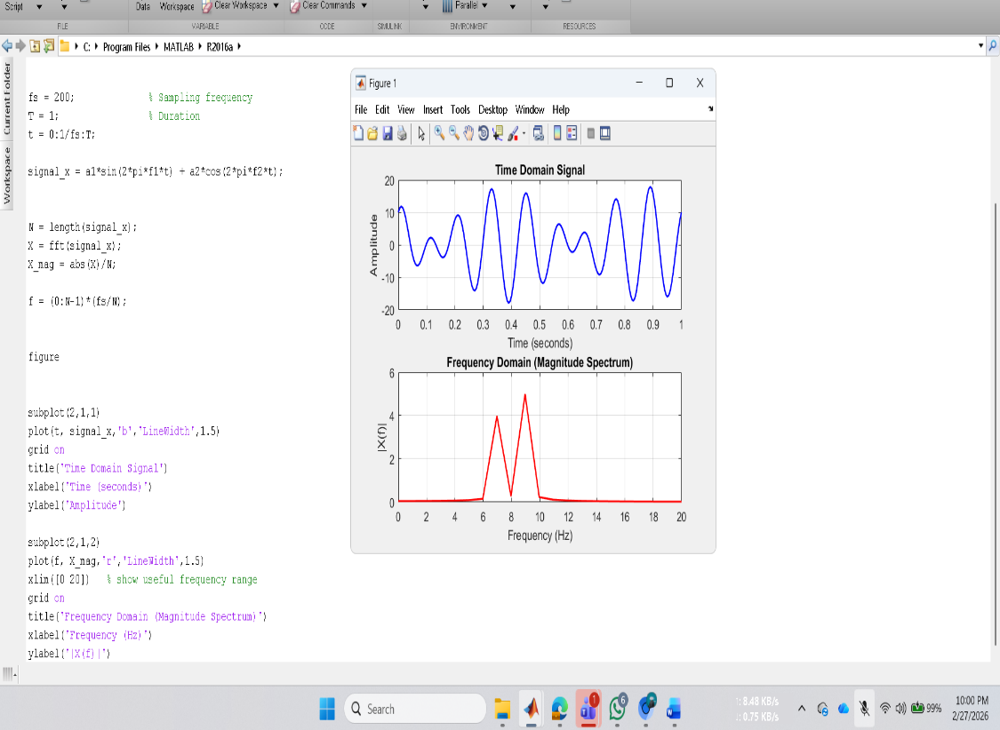 Script
Data Workspace Clear Workspace Clear Commands Parallel
FILE VARIABLE CODE SIMULINK ENVIRONMENT RESOURCES
C: Program Files MATLAB R2016a
Current Folder
Workspace
fs = 200; % Sampling frequency
T = 1; % Duration
t = 0:1/fs:T;
signal_x = a1*sin(2*pi*f1*t) + a2*cos(2*pi*f2*t);
N = length(signal_x);
X = fft(signal_x);
X_mag = abs(X)/N;
f = (0:N-1)*(fs/N);
figure
subplot(2,1,1)
plot(t, signal_x,'b','LineWidth',1.5)
grid on
title('Time Domain Signal')
xlabel('Time (seconds)')
ylabel('Amplitude')
subplot(2,1,2)
plot(f, X_mag,'r','LineWidth',1.5)
xlim([0 20]) % show useful frequency range
grid on
title('Frequency Domain (Magnitude Spectrum)')
xlabel('Frequency (Hz)')
ylabel('|X(f)|')
Figure 1
File Edit View Insert Tools Desktop Window Help
Time Domain Signal
20
10
0
-10
-20
Amplitude
0 0.1 0.2 0.3 0.4 0.5 0.6 0.7 0.8 0.9 1
Time (seconds)
Frequency Domain (Magnitude Spectrum)
6
4
2
0
|X(f)|
0 2 4 6 8 10 12 14 16 18 20
Frequency (Hz)
Search
1
6
W
8.48 KB/s
0.75 KB/s
99%
10:00 PM
2/27/2026